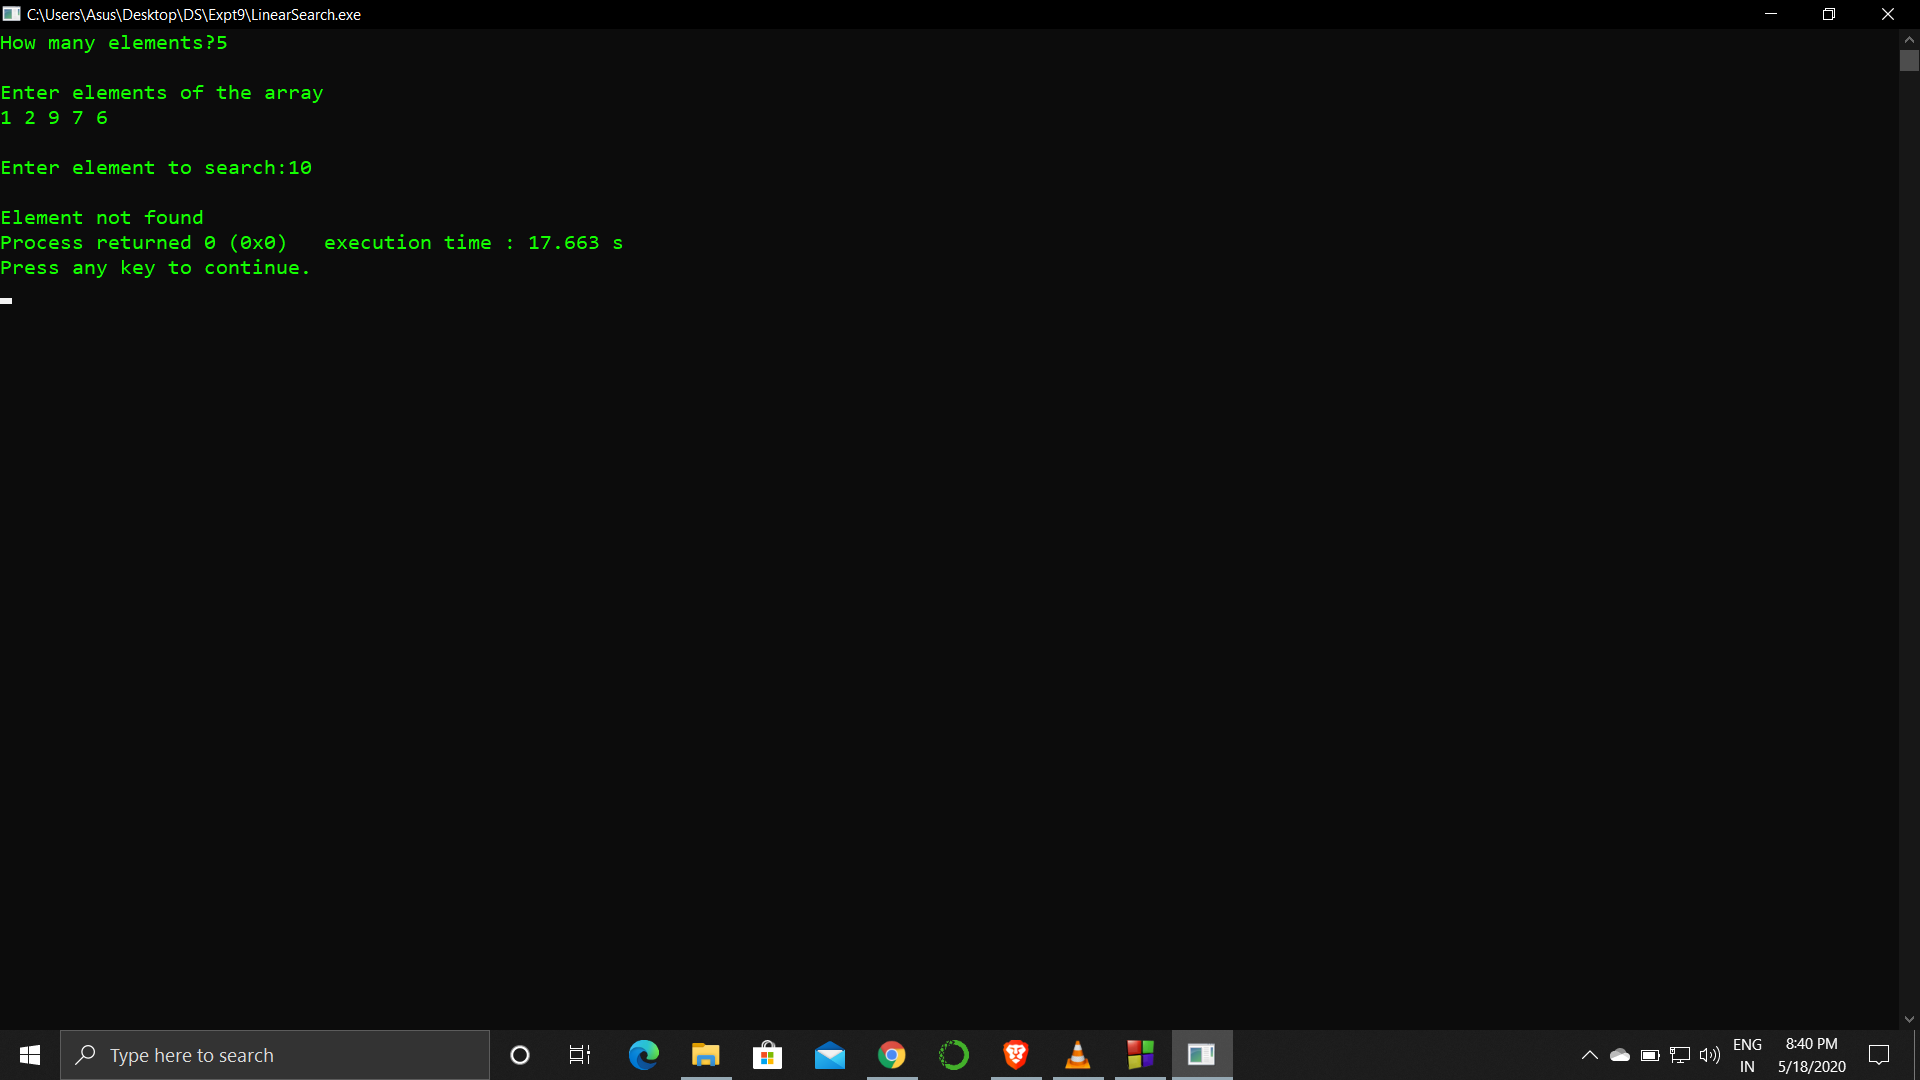 C:\Users\Asus\Desktop\DS\Expt9\LinearSearch.exe
How many elements?5
Enter elements of the array
1 2 9 7 6
Enter element to search:10
Element not found
Process returned 0 (0x0)   execution time : 17.663 s
Press any key to continue.
Type here to search
ENG
IN
8:40 PM
5/18/2020